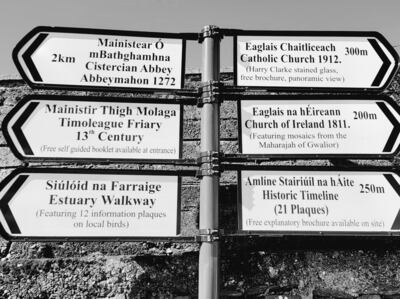 Mainistear Ó
mBathghamhna
2km
Cistercian Abbey
Abbeymahon 1272
Mainistir Thigh Molaga
Timoleague Friary
13th Century
(Free self guided booklet available at entrance)
Siúlóid na Farraige
Estuary Walkway
(Featuring 12 information plaques
on local birds)
Eaglais Chaitliceach
300m
Catholic Church 1912.
(Harry Clarke stained glass,
free brochure, panoramic view)
Eaglais na hÉireann
200m
Church of Ireland 1811.
(Featuring mosaics from the
Maharajah of Gwalior)
Amlíne Stairiúil na hÁite
250m
Historic Timeline
(21 Plaques)
(Free explanatory brochure available on site)